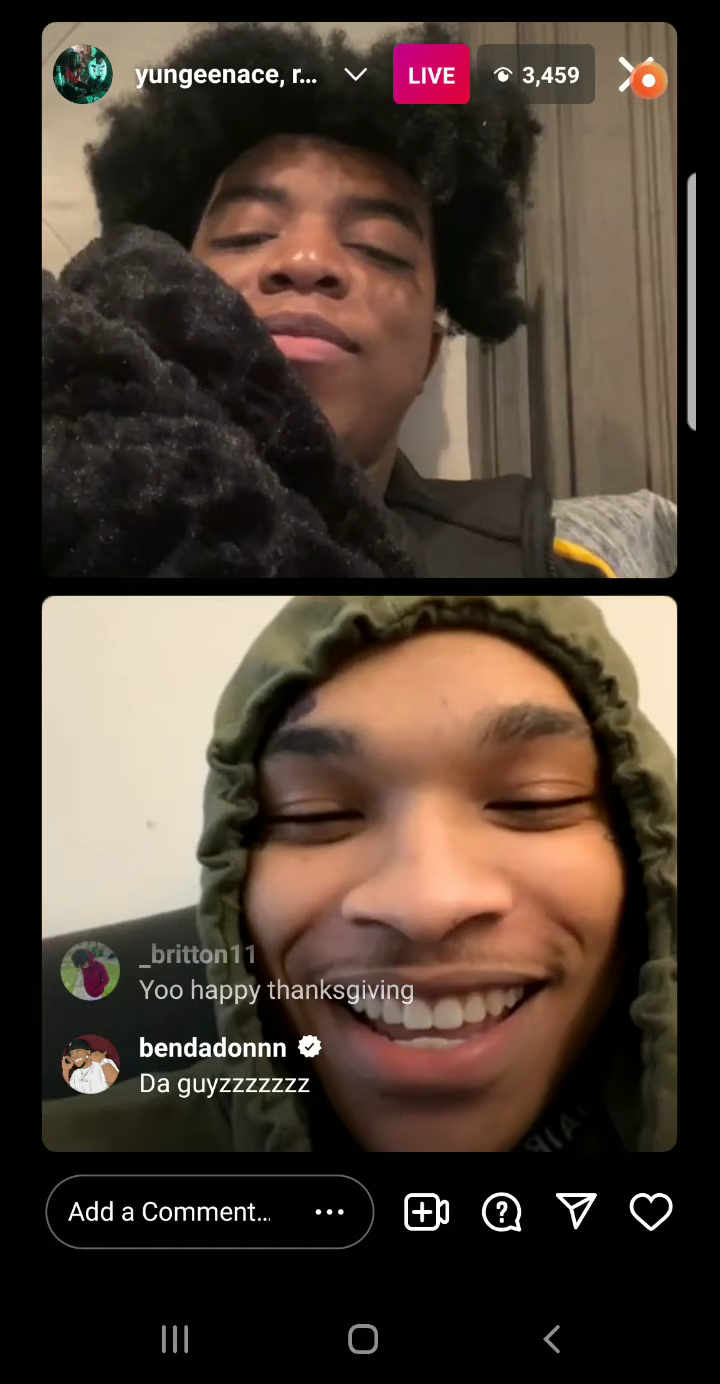 yungeenace, r...
LIVE
3,459
_britton11
Yoo happy thanksgiving
bendadonnn
Da guyzzzzzzz
Add a Comment...